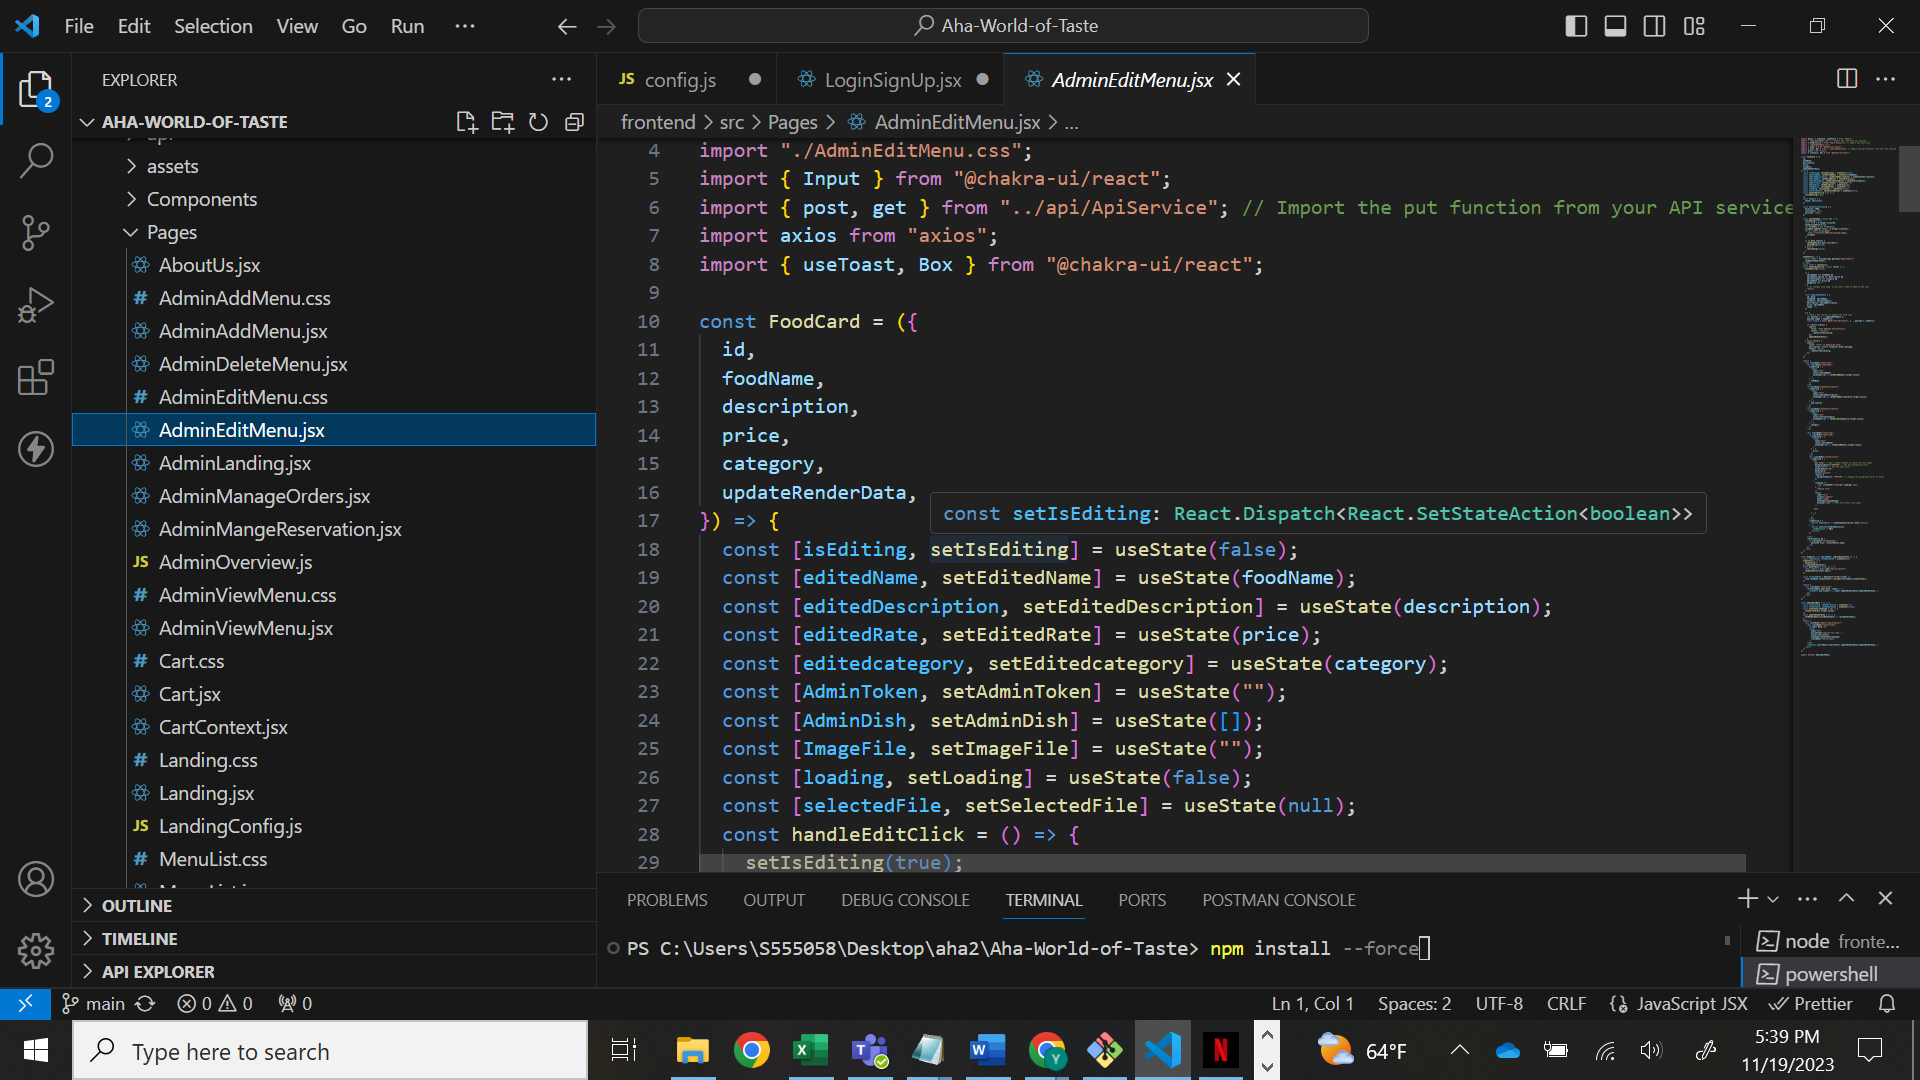 File Edit Selection View Go Run ...
Aha-World-of-Taste
2
EXPLORER
AHA-WORLD-OF-TASTE
assets
Components
Pages
AboutUs.jsx
# AdminAddMenu.css
AdminAddMenu.jsx
AdminDeleteMenu.jsx
# AdminEditMenu.css
AdminEditMenu.jsx
AdminLanding.jsx
AdminManageOrders.jsx
AdminMangeReservation.jsx
JS AdminOverview.js
# AdminViewMenu.css
AdminViewMenu.jsx
# Cart.css
Cart.jsx
CartContext.jsx
# Landing.css
Landing.jsx
JS LandingConfig.js
# MenuList.css
OUTLINE
TIMELINE
API EXPLORER
JS config.js
LoginSignUp.jsx
AdminEditMenu.jsx
frontend > src > Pages > AdminEditMenu.jsx > ...
4 import "./AdminEditMenu.css";
5 import { Input } from "@chakra-ui/react";
6 import { post, get } from "../api/ApiService"; // Import the put function from your API service
7 import axios from "axios";
8 import { useToast, Box } from "@chakra-ui/react";
9
10 const FoodCard = ({
11 id,
12 foodName,
13 description,
14 price,
15 category,
16 updateRenderData,
const setIsEditing: React.Dispatch<React.SetStateAction<boolean>>
17 }) => {
18 const [isEditing, setIsEditing] = useState(false);
19 const [editedName, setEditedName] = useState(foodName);
20 const [editedDescription, setEditedDescription] = useState(description);
21 const [editedRate, setEditedRate] = useState(price);
22 const [editedcategory, setEditedcategory] = useState(category);
23 const [AdminToken, setAdminToken] = useState("");
24 const [AdminDish, setAdminDish] = useState([]);
25 const [ImageFile, setImageFile] = useState("");
26 const [loading, setLoading] = useState(false);
27 const [selectedFile, setSelectedFile] = useState(null);
28 const handleEditClick = () => {
29 setIsEditing(true);
PROBLEMS OUTPUT DEBUG CONSOLE TERMINAL PORTS POSTMAN CONSOLE
PS C:\Users\S555058\Desktop\aha2\Aha-World-of-Taste> npm install --force
node fronte...
powershell
main 0 0 0
Ln 1, Col 1 Spaces: 2 UTF-8 CRLF JavaScript JSX Prettier
Type here to search
64°F
5:39 PM
11/19/2023